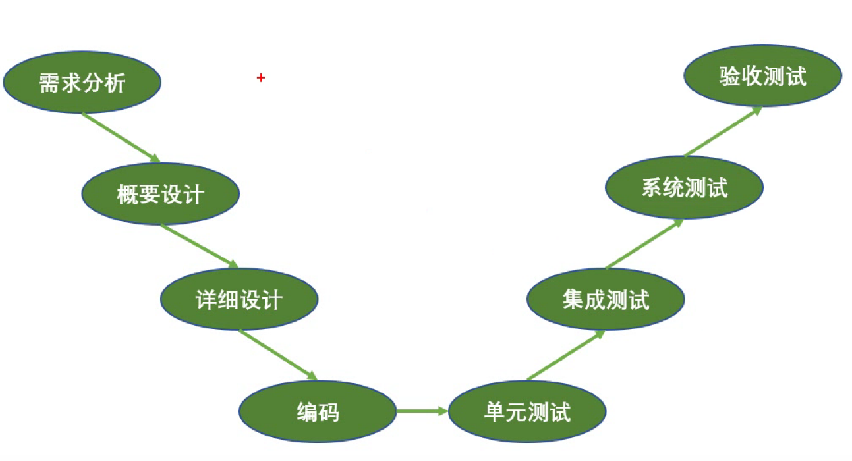 需求分析
概要设计
详细设计
编码
单元测试
集成测试
系统测试
验收测试